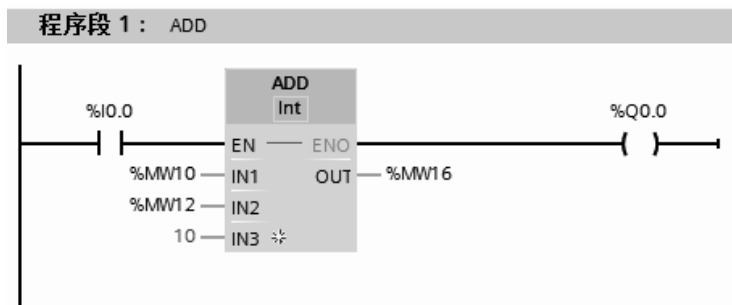 程序段 1： ADD
ADD
Int
%I0.0
%Q0.0
EN
ENO
%MW10
IN1
OUT
%MW16
%MW12
IN2
10
IN3